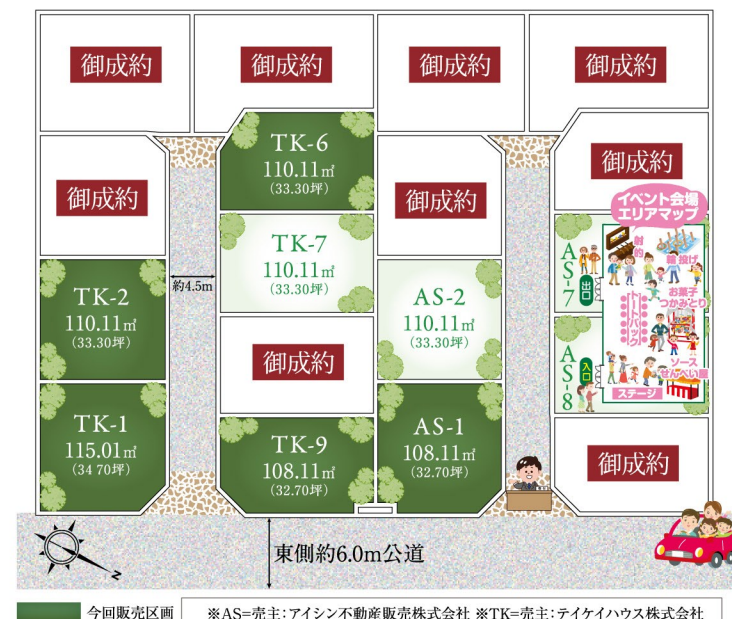 御成約
御成約
御成約
御成約
御成約
TK-6
110.11㎡
(33.30坪)
御成約
御成約
イベント会場
エリアマップ
TK-7
110.11㎡
(33.30坪)
約4.5m
TK-2
110.11㎡
(33.30坪)
AS-2
110.11㎡
(33.30坪)
AS-7
出口
射的
輪投げ
お菓子
つかみとり
トートバック
御成約
AS-8
入口
ソース
せんべい屋
ステージ
TK-1
115.01㎡
(34 70坪)
TK-9
108.11㎡
(32.70坪)
AS-1
108.11㎡
(32.70坪)
御成約
東側約6.0m公道
N
今回販売区画
※AS=売主:アイシン不動産販売株式会社 ※TK=売主:テイケイハウス株式会社